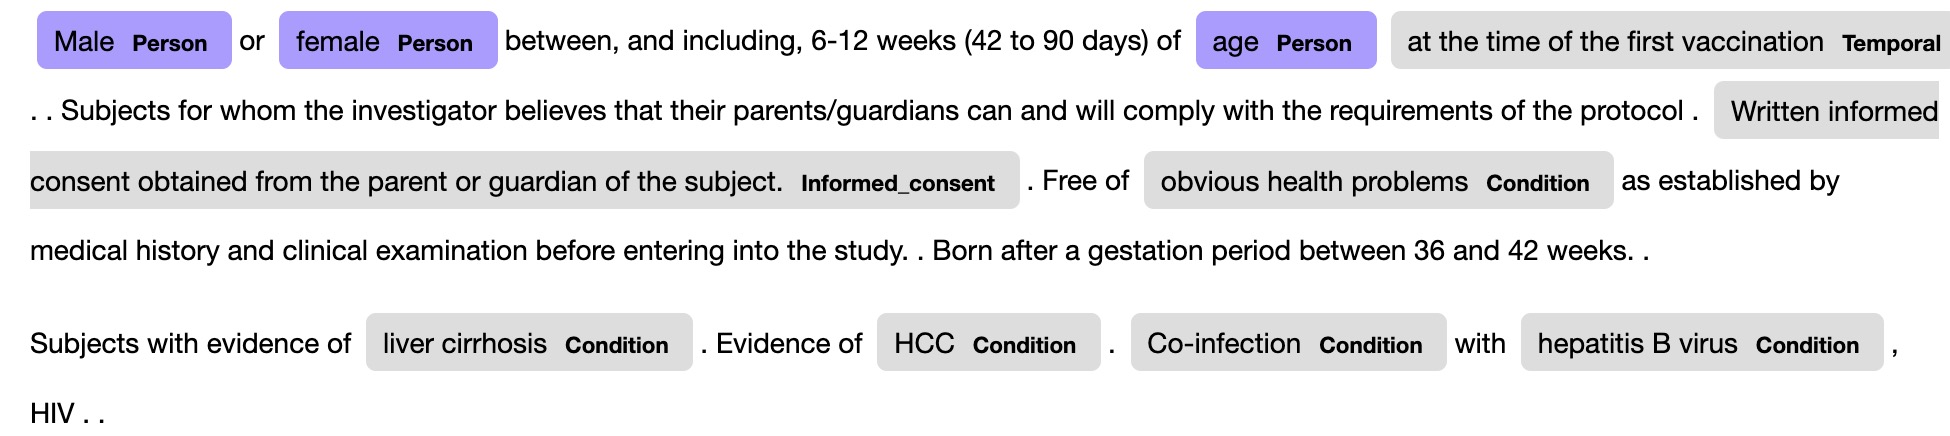 Male Person or female Person between, and including, 6-12 weeks (42 to 90 days) of age Person at the time of the first vaccination Temporal
. . Subjects for whom the investigator believes that their parents/guardians can and will comply with the requirements of the protocol . Written informed
consent obtained from the parent or guardian of the subject. Informed_consent . Free of obvious health problems Condition as established by
medical history and clinical examination before entering into the study. . Born after a gestation period between 36 and 42 weeks. .
Subjects with evidence of liver cirrhosis Condition . Evidence of HCC Condition . Co-infection Condition with hepatitis B virus Condition ,
HIV . .